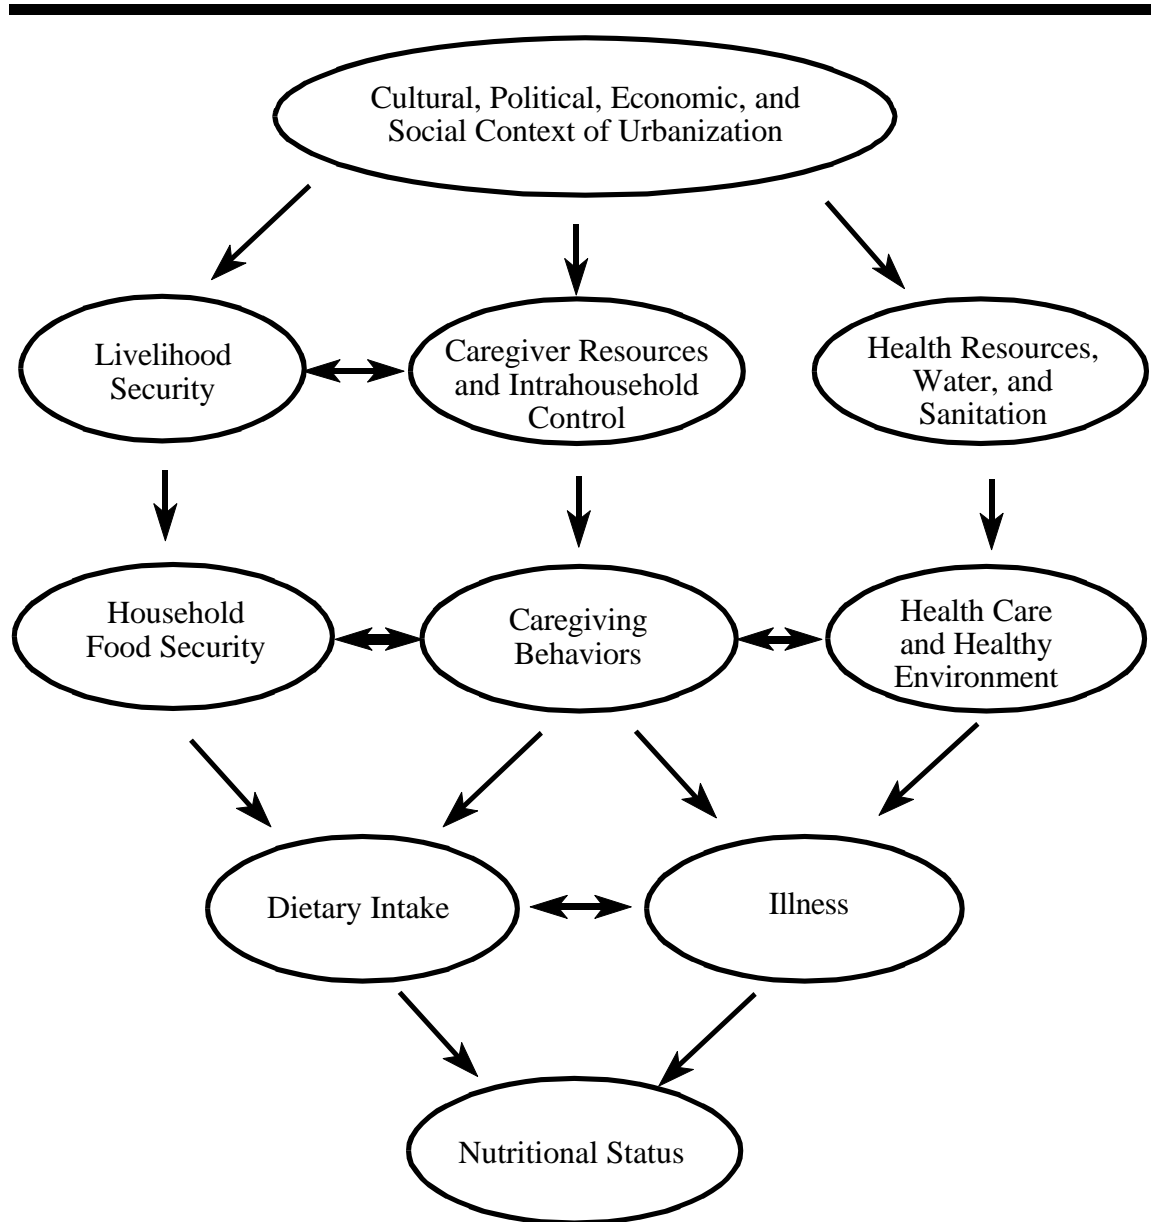 Cultural, Political, Economic, and
Social Context of Urbanization
Livelihood
Security
Caregiver Resources
and Intrahousehold
Control
Health Resources,
Water, and
Sanitation
Household
Food Security
Caregiving
Behaviors
Health Care
and Healthy
Environment
Dietary Intake
Illness
Nutritional Status